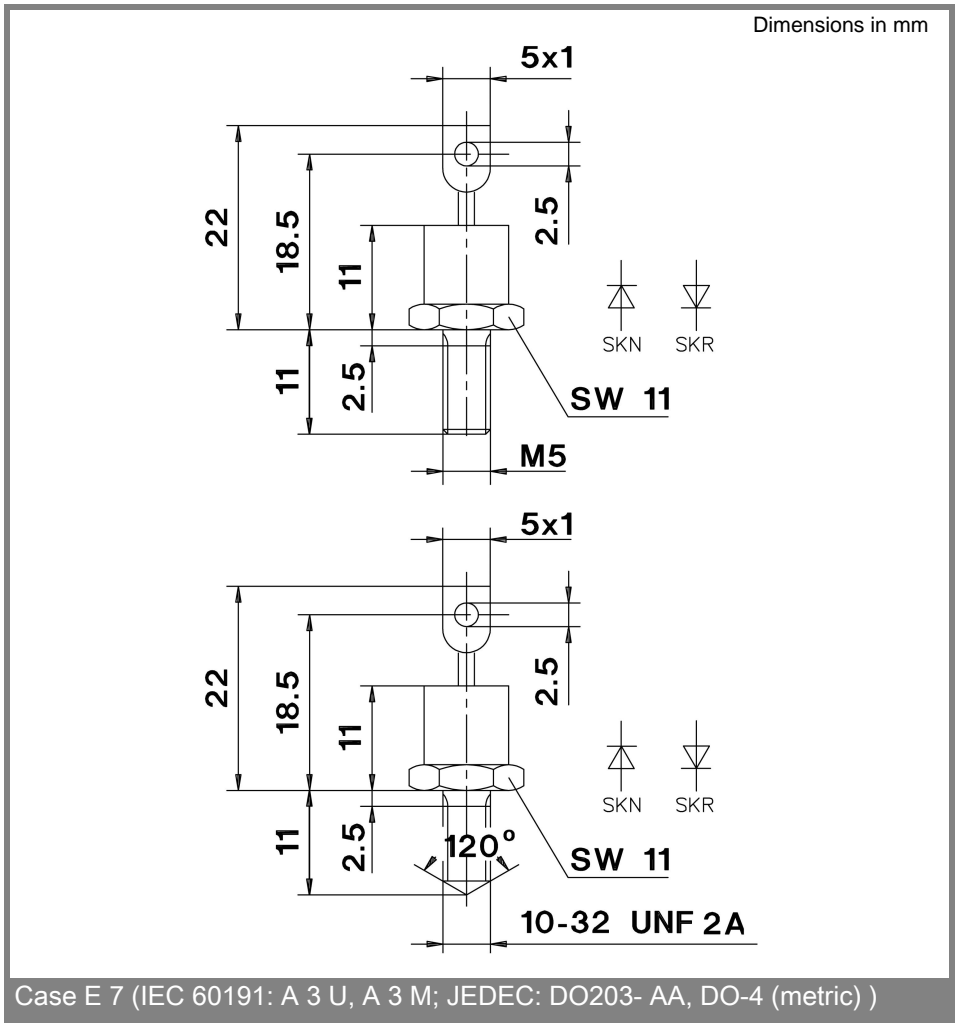 Dimensions in mm
5x1
22
18.5
11
2.5
SKN SKR
11
2.5
SW 11
M5
5x1
22
18.5
11
2.5
SKN SKR
11
2.5
120°
SW 11
10-32 UNF 2A
Case E 7 (IEC 60191: A 3 U, A 3 M; JEDEC: DO203- AA, DO-4 (metric) )